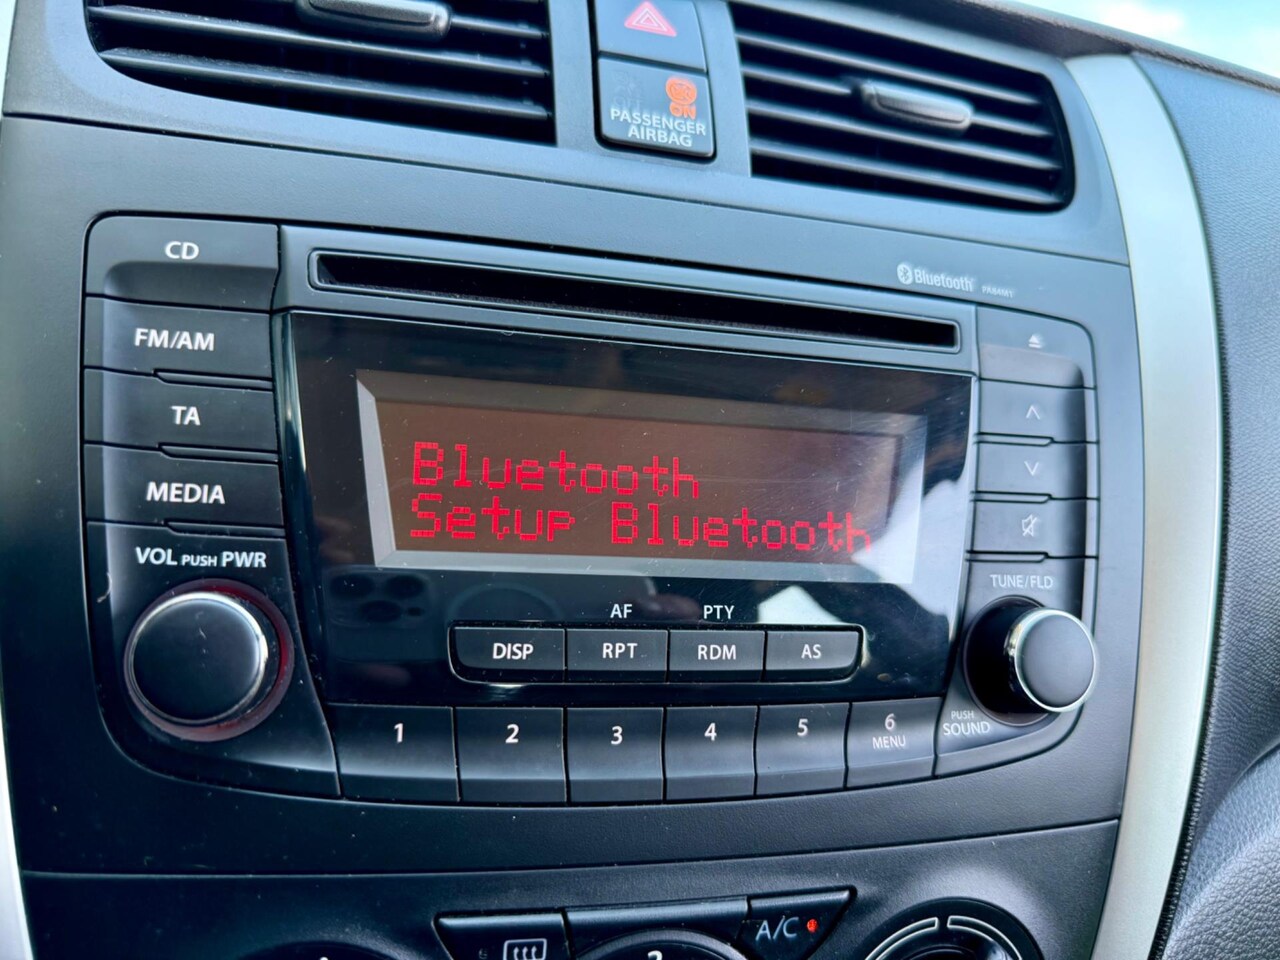 ON
PASSENGER
AIRBAG
Bluetooth
CD
FM/AM
TA
MEDIA
VOL PUSH PWR
Bluetooth
Setup Bluetooth
TUNE/FLD
AF PTY
DISP RPT RDM AS
PUSH
SOUND
1 2 3 4 5 6
MENU
A/C